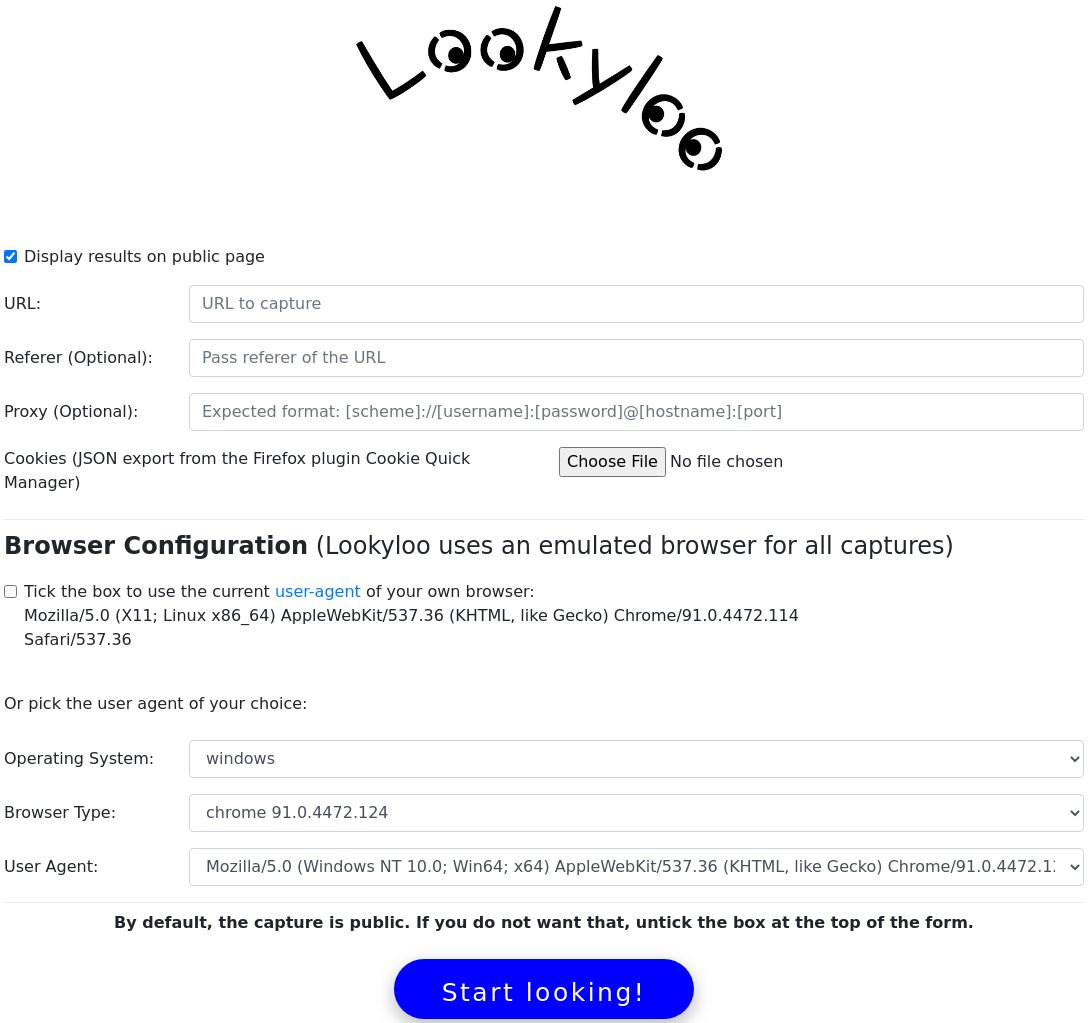 Lookyloo
Display results on public page
URL:
URL to capture
Referer (Optional):
Pass referer of the URL
Proxy (Optional):
Expected format: [scheme]://[username]:[password]@[hostname]:[port]
Cookies (JSON export from the Firefox plugin Cookie Quick
Manager)
Choose File No file chosen
Browser Configuration (Lookyloo uses an emulated browser for all captures)
Tick the box to use the current user-agent of your own browser:
Mozilla/5.0 (X11; Linux x86_64) AppleWebKit/537.36 (KHTML, like Gecko) Chrome/91.0.4472.114
Safari/537.36
Or pick the user agent of your choice:
Operating System:
windows
Browser Type:
chrome 91.0.4472.124
User Agent:
Mozilla/5.0 (Windows NT 10.0; Win64; x64) AppleWebKit/537.36 (KHTML, like Gecko) Chrome/91.0.4472.12
By default, the capture is public. If you do not want that, untick the box at the top of the form.
Start looking!